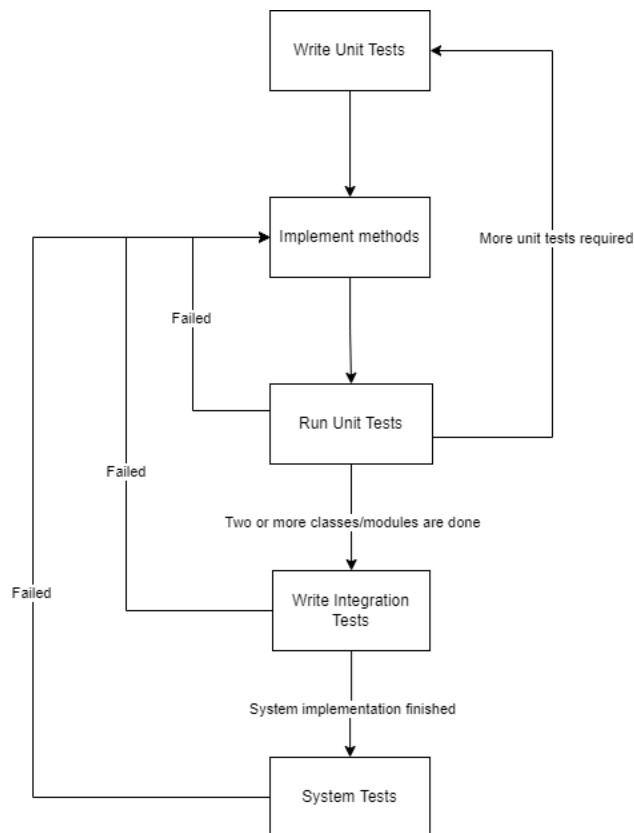 Write Unit Tests
Implement methods
More unit tests required
Failed
Run Unit Tests
Failed
Two or more classes/modules are done
Failed
Write Integration
Tests
System implementation finished
System Tests